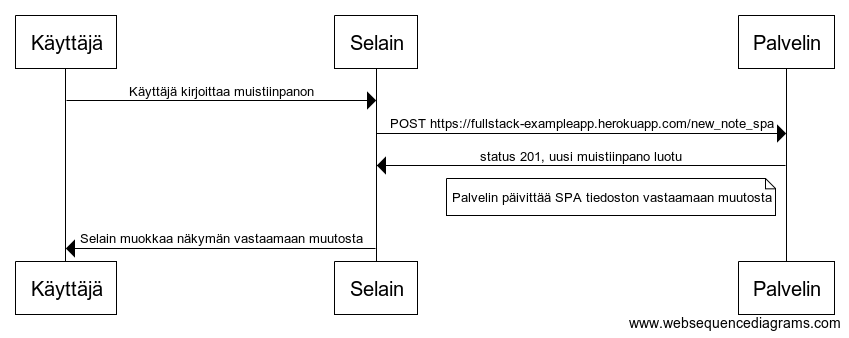 Käyttäjä
Selain
Palvelin
Käyttäjä kirjoittaa muistiinpanon
POST https://fullstack-exampleapp.herokuapp.com/new_note_spa
status 201, uusi muistiinpano luotu
Palvelin päivittää SPA tiedoston vastaamaan muutosta
Selain muokkaa näkymän vastaamaan muutosta
Käyttäjä
Selain
Palvelin
www.websequencediagrams.com